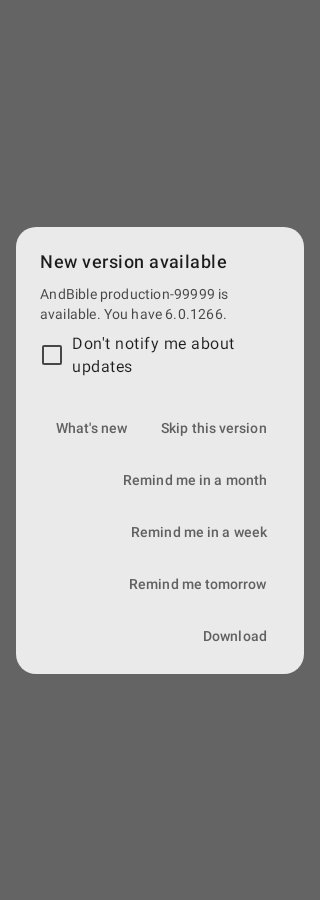 New version available
AndBible production-99999 is
available. You have 6.0.1266.
Don't notify me about
updates
What's new
Skip this version
Remind me in a month
Remind me in a week
Remind me tomorrow
Download